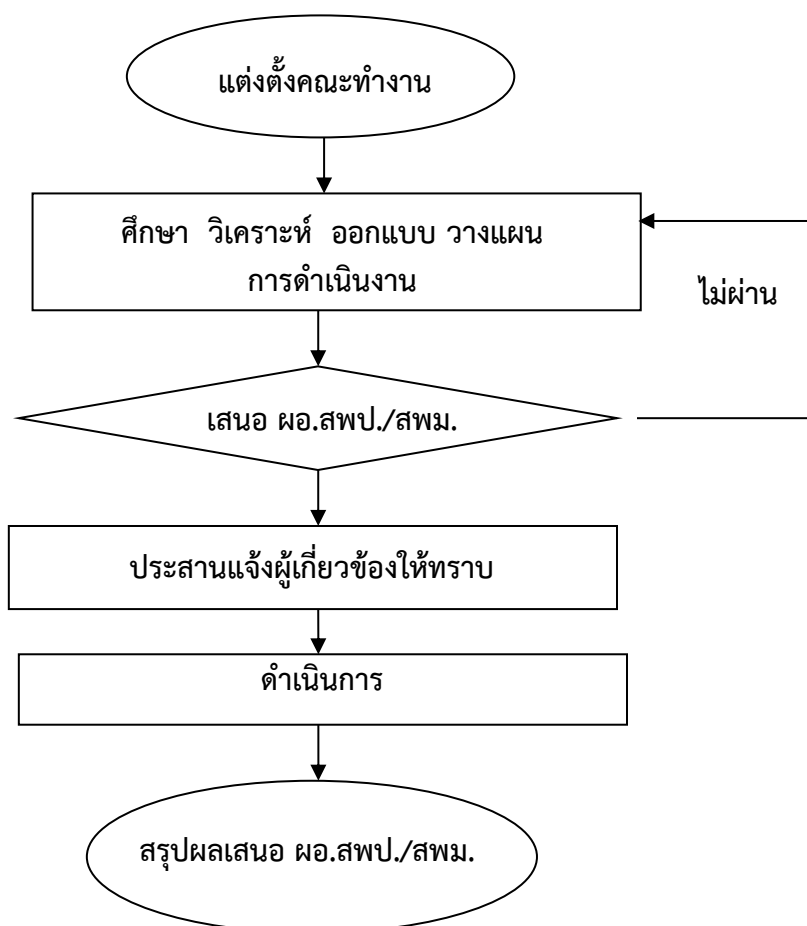 แต่งตั้งคณะทำงาน
ศึกษา วิเคราะห์ ออกแบบ วางแผน
การดำเนินงาน
ไม่ผ่าน
เสนอ ผอ.สพป./สพม.
ประสานแจ้งผู้เกี่ยวข้องให้ทราบ
ดำเนินการ
สรุปผลเสนอ ผอ.สพป./สพม.